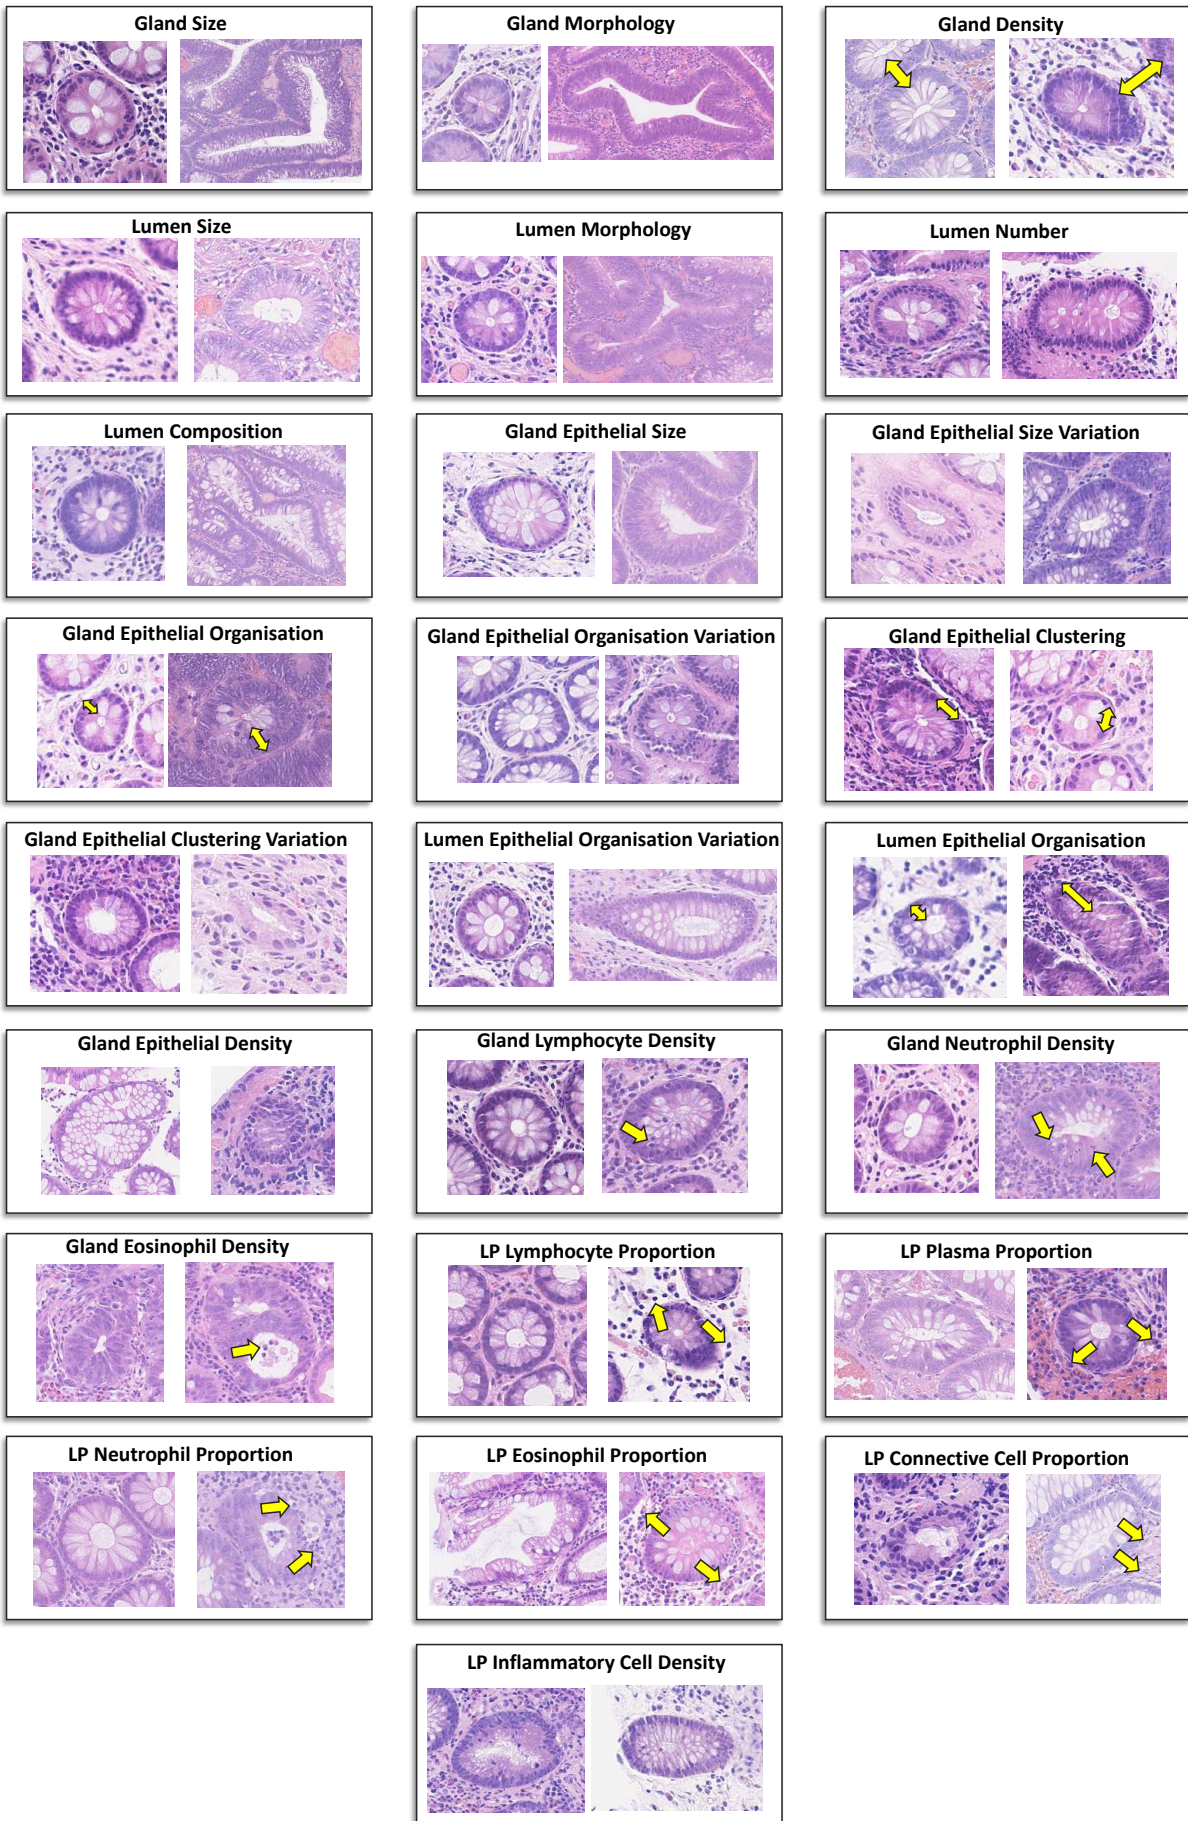 Gland Size
Gland Morphology
Gland Density
Lumen Size
Lumen Morphology
Lumen Number
Lumen Composition
Gland Epithelial Size
Gland Epithelial Size Variation
Gland Epithelial Organisation
Gland Epithelial Organisation Variation
Gland Epithelial Clustering
Gland Epithelial Clustering Variation
Lumen Epithelial Organisation Variation
Lumen Epithelial Organisation
Gland Epithelial Density
Gland Lymphocyte Density
Gland Neutrophil Density
Gland Eosinophil Density
LP Lymphocyte Proportion
LP Plasma Proportion
LP Neutrophil Proportion
LP Eosinophil Proportion
LP Connective Cell Proportion
LP Inflammatory Cell Density